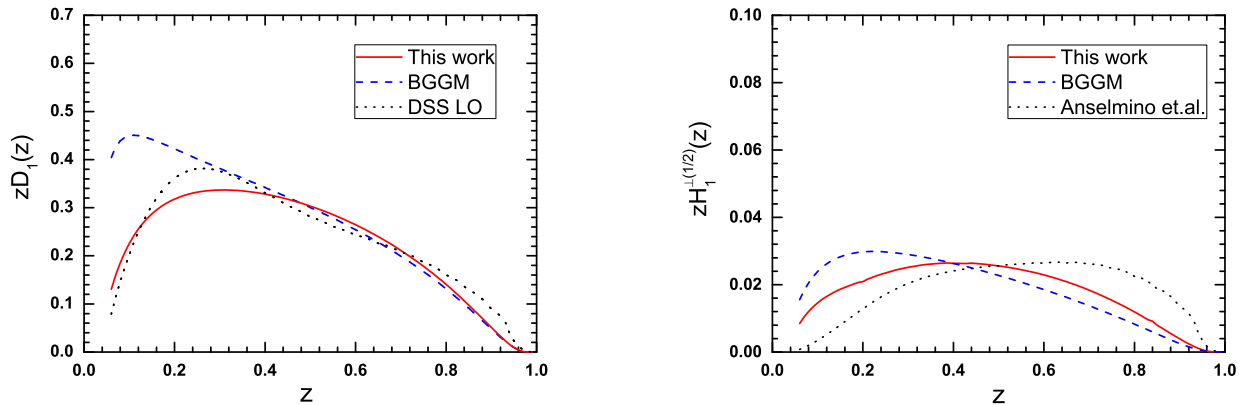 0.7
0.6
0.5
0.4
0.3
0.2
0.1
0.0
zD₁(z)
This work
BGGM
DSS LO
0.0 0.2 0.4 0.6 0.8 1.0
z
0.10
0.08
0.06
0.04
0.02
0.00
zH₁^⊥(1/2)(z)
This work
BGGM
Anselmino et.al.
0.0 0.2 0.4 0.6 0.8 1.0
z